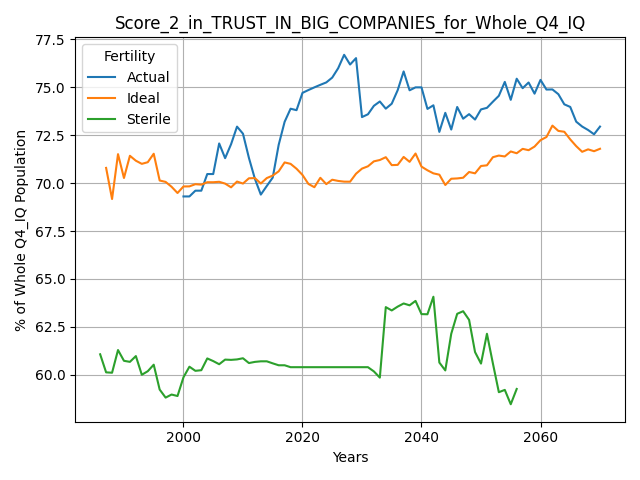 Score_2_in_TRUST_IN_BIG_COMPANIES_for_Whole_Q4_IQ
% of Whole Q4_IQ Population
77.5
75.0
72.5
70.0
67.5
65.0
62.5
60.0
Fertility
Actual
Ideal
Sterile
2000
2020
2040
2060
Years